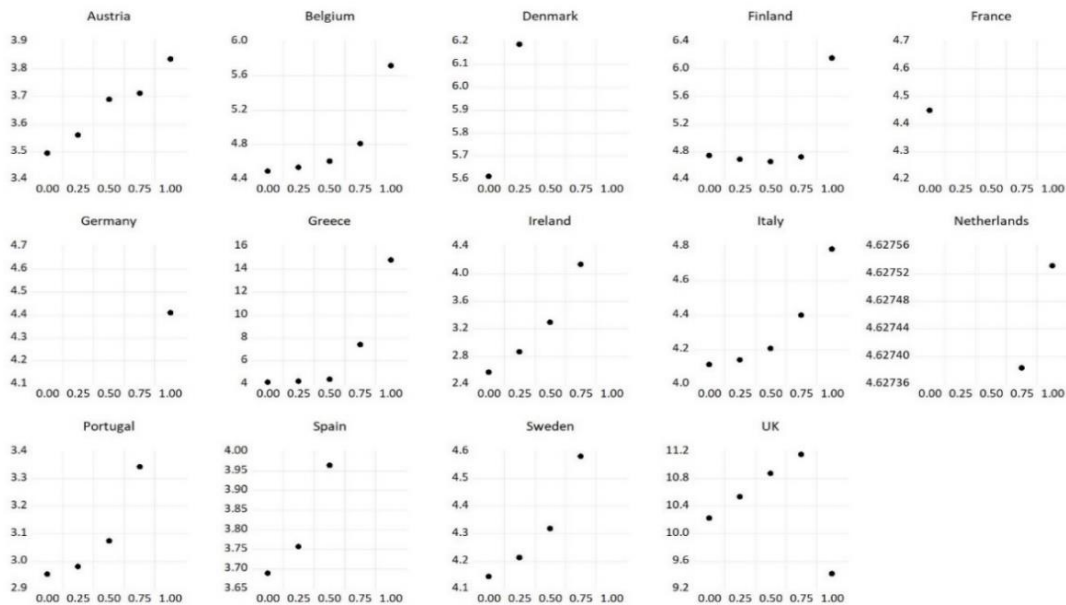 Austria Belgium Denmark Finland France
3.9 6.0 6.2 6.4 4.7
3.8 5.6 6.1 6.0 4.6
3.7 5.2 6.0 5.6 4.5
3.6 4.8 5.9 5.2 4.4
3.5 4.4 5.8 4.8 4.3
3.4 5.7 4.4 4.2
5.6
0.00 0.25 0.50 0.75 1.00 0.00 0.25 0.50 0.75 1.00 0.00 0.25 0.50 0.75 1.00 0.00 0.25 0.50 0.75 1.00 0.00 0.25 0.50 0.75 1.00
Germany Greece Ireland Italy Netherlands
4.7 16 4.4 4.8 4.62756
4.6 14 4.0 4.6 4.62752
4.5 12 3.6 4.4 4.62748
4.4 10 3.2 4.2 4.62744
4.3 8 2.8 4.0 4.62740
4.2 6 2.4 4.62736
4.1 4
0.00 0.25 0.50 0.75 1.00 0.00 0.25 0.50 0.75 1.00 0.00 0.25 0.50 0.75 1.00 0.00 0.25 0.50 0.75 1.00 0.00 0.25 0.50 0.75 1.00
Portugal Spain Sweden UK
3.4 4.00 4.6 11.2
3.3 3.95 4.5 10.8
3.2 3.90 4.4 10.4
3.1 3.85 4.3 10.0
3.0 3.80 4.2 9.6
2.9 3.75 4.1 9.2
3.70
3.65
0.00 0.25 0.50 0.75 1.00 0.00 0.25 0.50 0.75 1.00 0.00 0.25 0.50 0.75 1.00 0.00 0.25 0.50 0.75 1.00